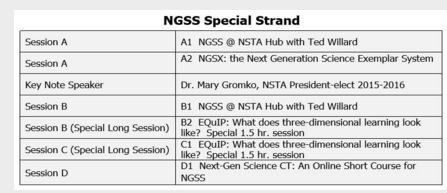 NGSS Special Strand
Session A
A1 NGSS @ NSTA Hub with Ted Willard
Session A
A2 NGSX: the Next Generation Science Exemplar System
Key Note Speaker
Dr. Mary Gromko, NSTA President-elect 2015-2016
Session B
B1 NGSS @ NSTA Hub with Ted Willard
Session B (Special Long Session)
B2 EQuIP: What does three-dimensional learning look
like? Special 1.5 hr. session
Session C (Special Long Session)
C1 EQuIP: What does three-dimensional learning look
like? Special 1.5 hr. session
Session D
D1 Next-Gen Science CT: An Online Short Course for
NGSS